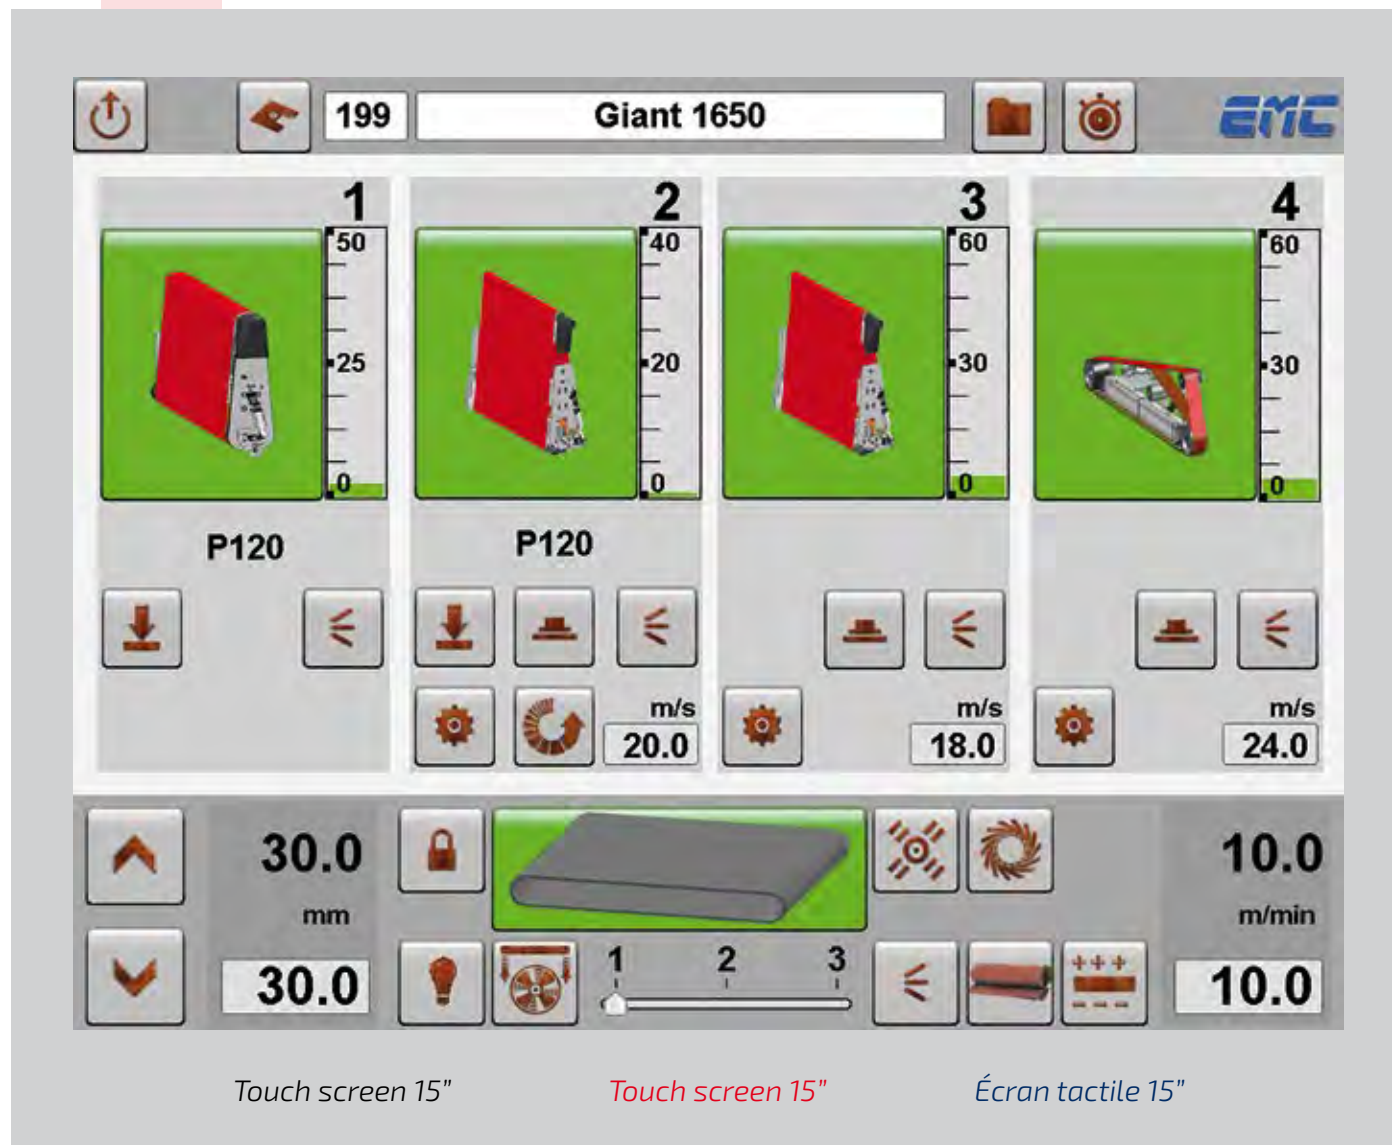 199 Giant 1650 EMC
1 2 3 4
50 40 60 60
25 20 30 30
0 0 0 0
P120 P120
m/s m/s m/s
20.0 18.0 24.0
30.0 10.0
mm m/min
1 2 3
30.0 10.0
Touch screen 15” Touch screen 15” Écran tactile 15”